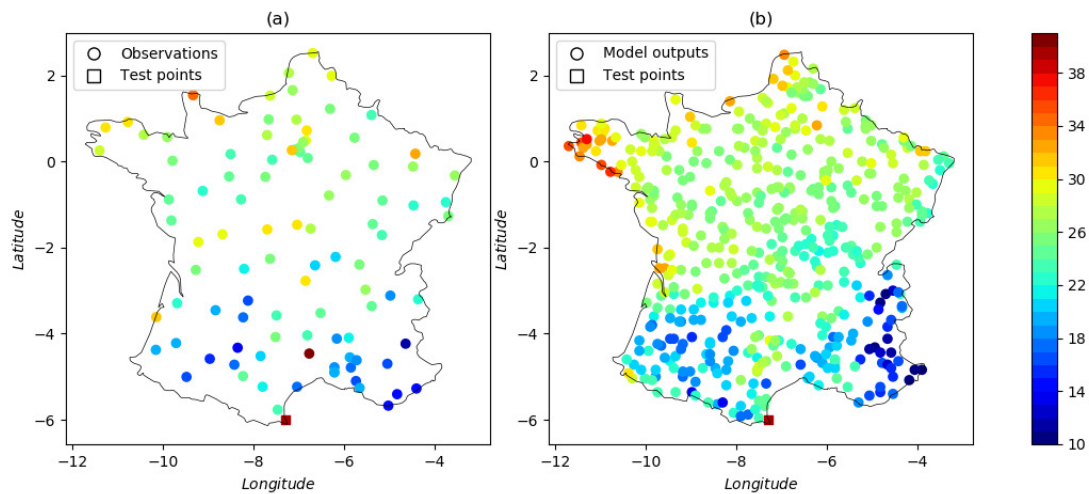 (a)
(b)
Observations
Test points
Model outputs
Test points
2
0
−2
−4
−6
Latitude
2
0
−2
−4
−6
Latitude
−12
−10
−8
−6
−4
Longitude
−12
−10
−8
−6
−4
Longitude
38
34
30
26
22
18
14
10